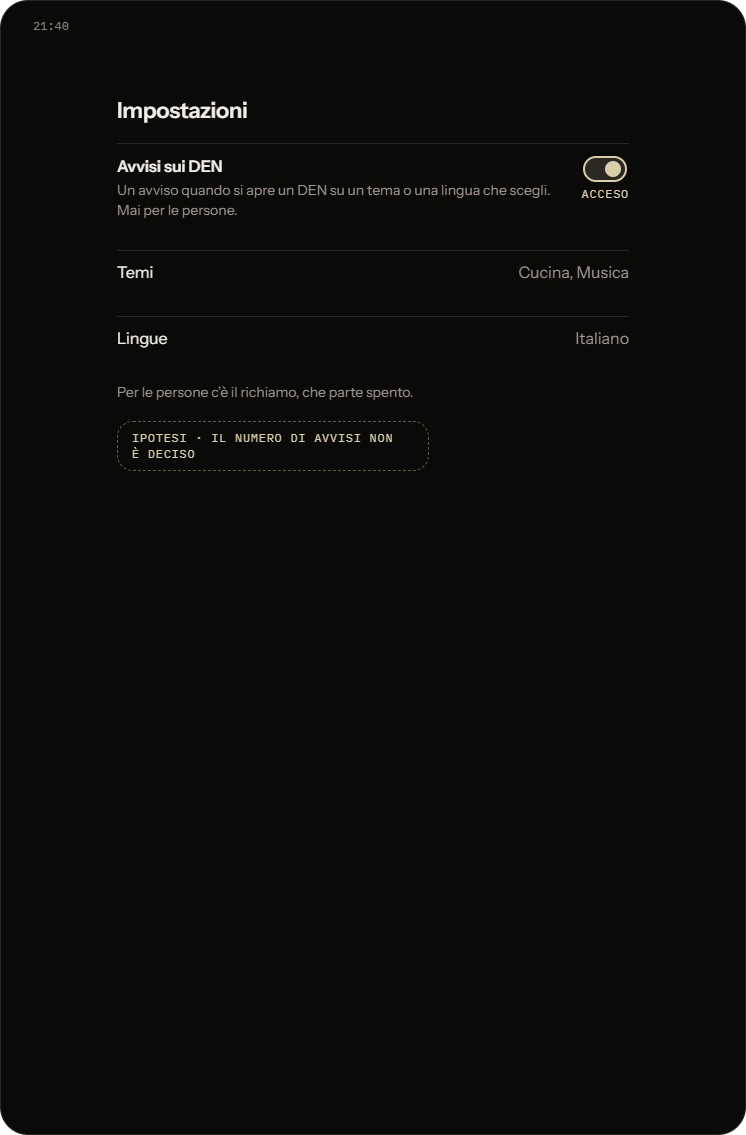 21:40
Impostazioni
Avvisi sui DEN
Un avviso quando si apre un DEN su un tema o una lingua che scegli.
Mai per le persone.
ACCESO
Temi
Cucina, Musica
Lingue
Italiano
Per le persone c’è il richiamo, che parte spento.
IPOTESI · IL NUMERO DI AVVISI NON
È DECISO